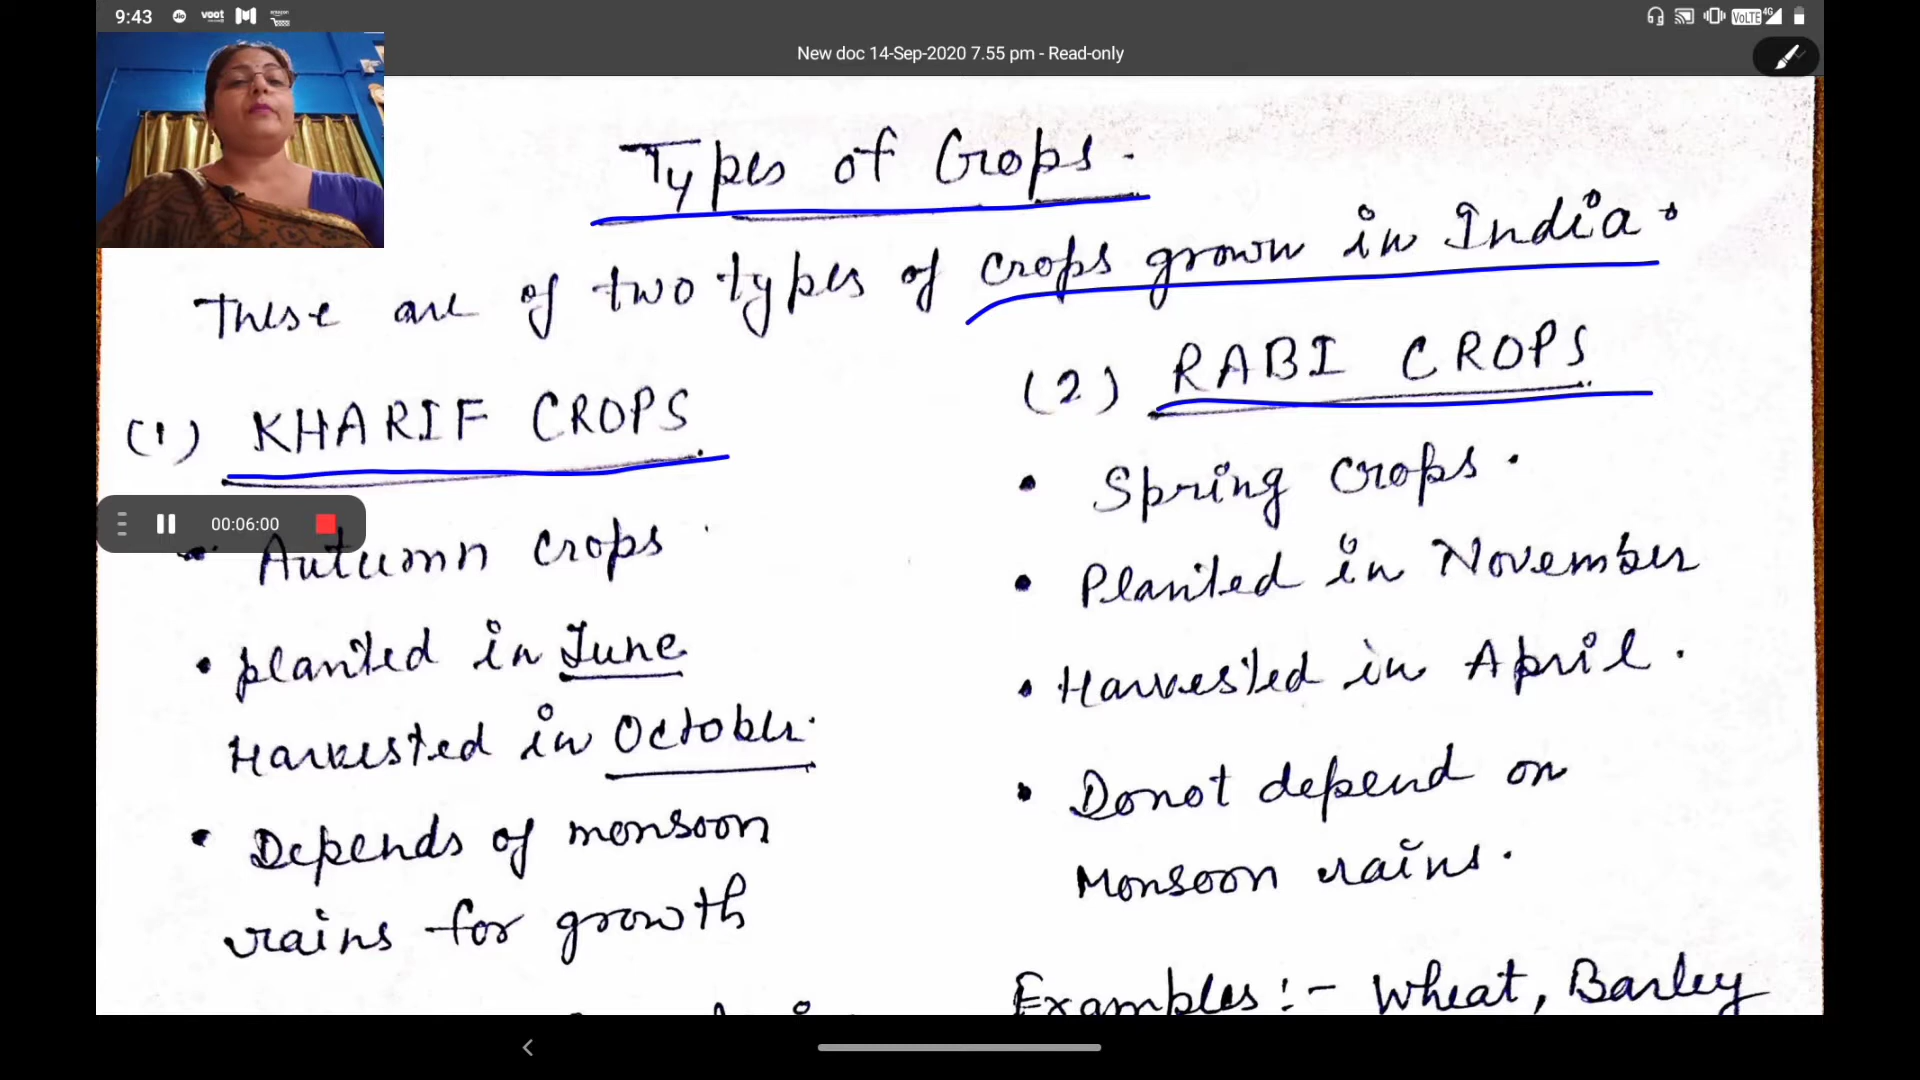 9:43
voot
VoLTE 4G
New doc 14-Sep-2020 7.55 pm - Read-only
Types of Crops.
These are of two types of crops grown in India.
(1) KHARIF CROPS
00:06:00
• Autumn crops.
• planted in June
Harvested in October.
• Depends of monsoon
rains for growth
(2) RABI CROPS
• Spring crops.
• Planted in November
• Harvested in April.
• Donot depend on
Monsoon rains.
Examples :- Wheat, Barley